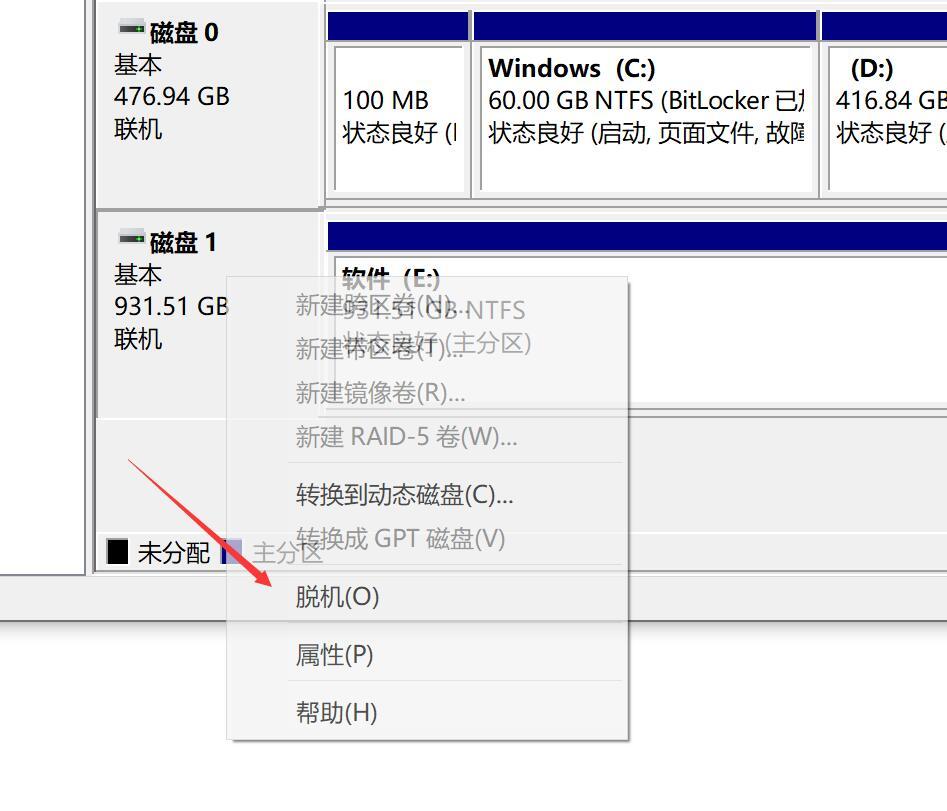 磁盘 0
基本
476.94 GB
联机
100 MB
状态良好 (
Windows (C:)
60.00 GB NTFS (BitLocker 已加
状态良好 (启动, 页面文件, 故障
(D:)
416.84 GB
状态良好 (
磁盘 1
基本
931.51 GB
联机
软件 (E:)
931.51 GB NTFS
状态良好 (主分区)
新建跨区卷(N)...
新建带区卷(T)...
新建镜像卷(R)...
新建 RAID-5 卷(W)...
转换到动态磁盘(C)...
转换成 GPT 磁盘(V)
脱机(O)
属性(P)
帮助(H)
未分配 主分区